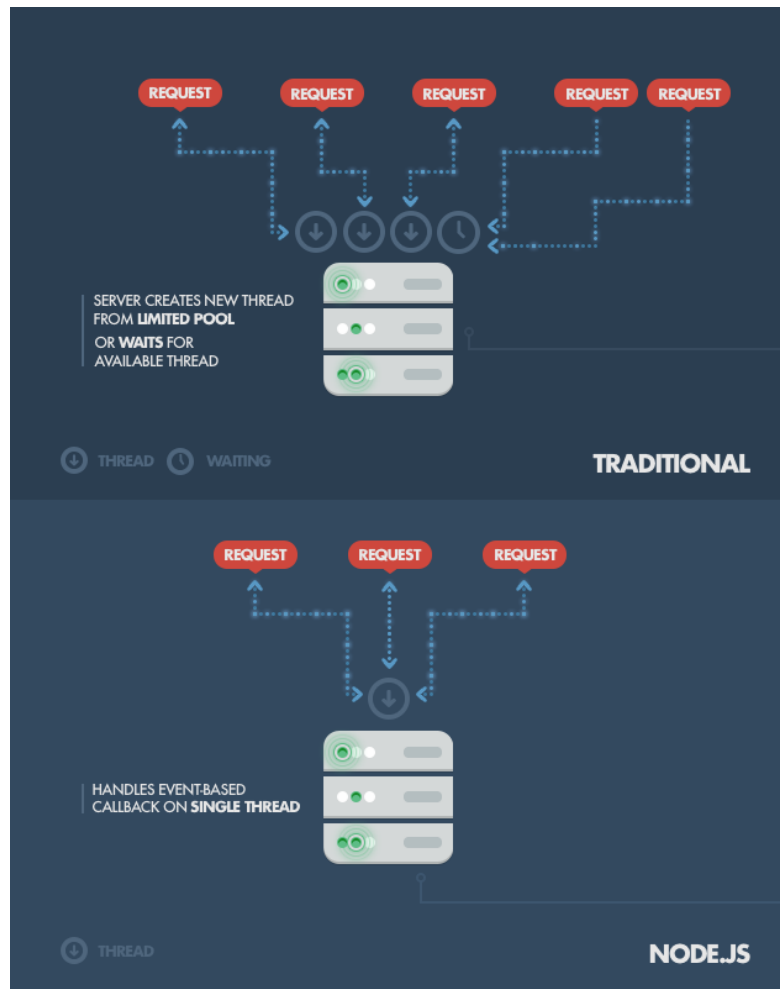 REQUEST REQUEST REQUEST REQUEST REQUEST
SERVER CREATES NEW THREAD
FROM LIMITED POOL
OR WAITS FOR
AVAILABLE THREAD
THREAD WAITING
TRADITIONAL
REQUEST REQUEST REQUEST
HANDLES EVENT-BASED
CALLBACK ON SINGLE THREAD
THREAD
NODE.JS